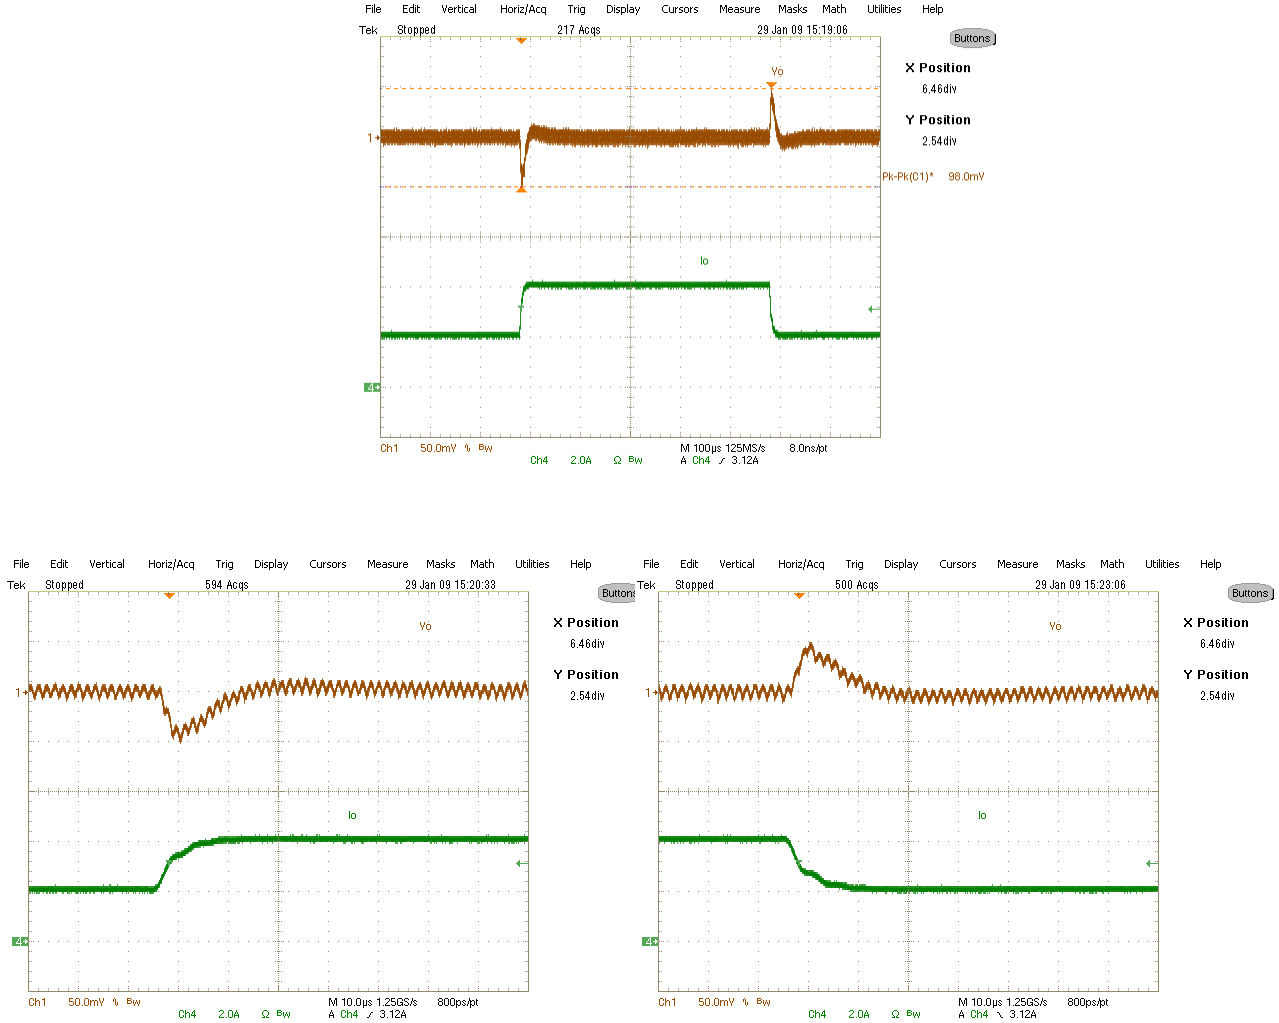 File Edit Vertical Horiz/Acq Trig Display Cursors Measure Masks Math Utilities Help
Tek Stopped 217 Acqs 29 Jan 09 15:19:06
Buttons
X Position
6.46div
Y Position
2.54div
Vo
1
Pk-Pk(C1)* 98.0mV
Io
4
Ch1 50.0mV % Bw M 100µs 125MS/s 8.0ns/pt
Ch4 2.0A Ω Bw A Ch4 / 3.12A
File Edit Vertical Horiz/Acq Trig Display Cursors Measure Masks Math Utilities Help
Tek Stopped 594 Acqs 29 Jan 09 15:20:33
Buttons
X Position
6.46div
Y Position
2.54div
Vo
1
Io
4
Ch1 50.0mV % Bw M 10.0µs 1.25GS/s 800ps/pt
Ch4 2.0A Ω Bw A Ch4 / 3.12A
File Edit Vertical Horiz/Acq Trig Display Cursors Measure Masks Math Utilities Help
Tek Stopped 500 Acqs 29 Jan 09 15:23:06
Buttons
X Position
6.46div
Y Position
2.54div
Vo
1
Io
4
Ch1 50.0mV % Bw M 10.0µs 1.25GS/s 800ps/pt
Ch4 2.0A Ω Bw A Ch4 / 3.12A